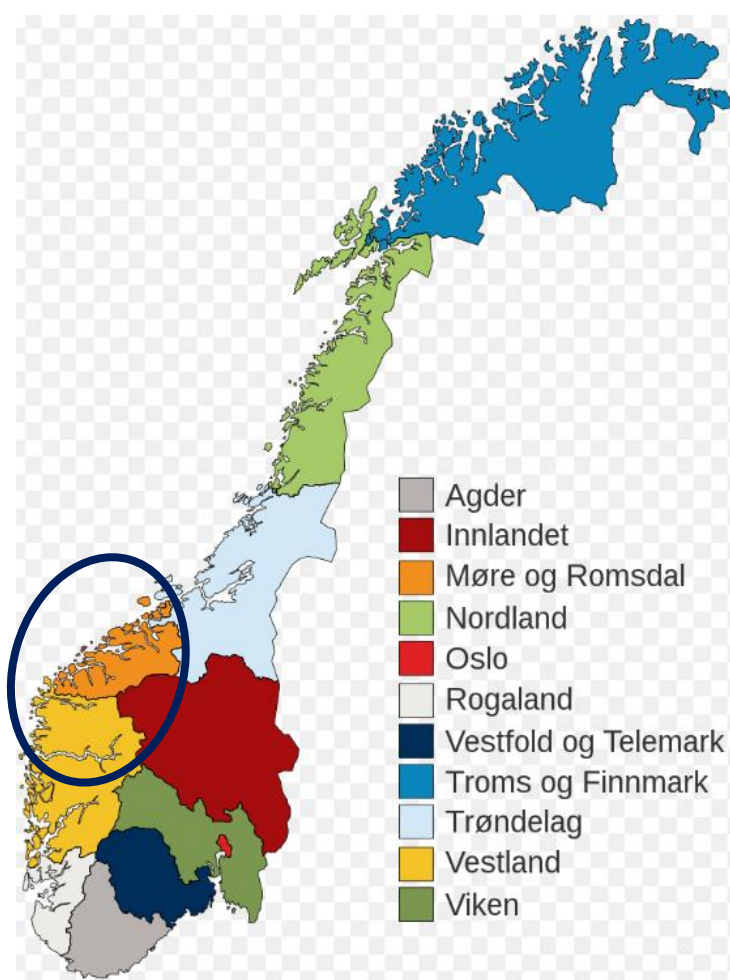 Agder
Innlandet
Møre og Romsdal
Nordland
Oslo
Rogaland
Vestfold og Telemark
Troms og Finnmark
Trøndelag
Vestland
Viken